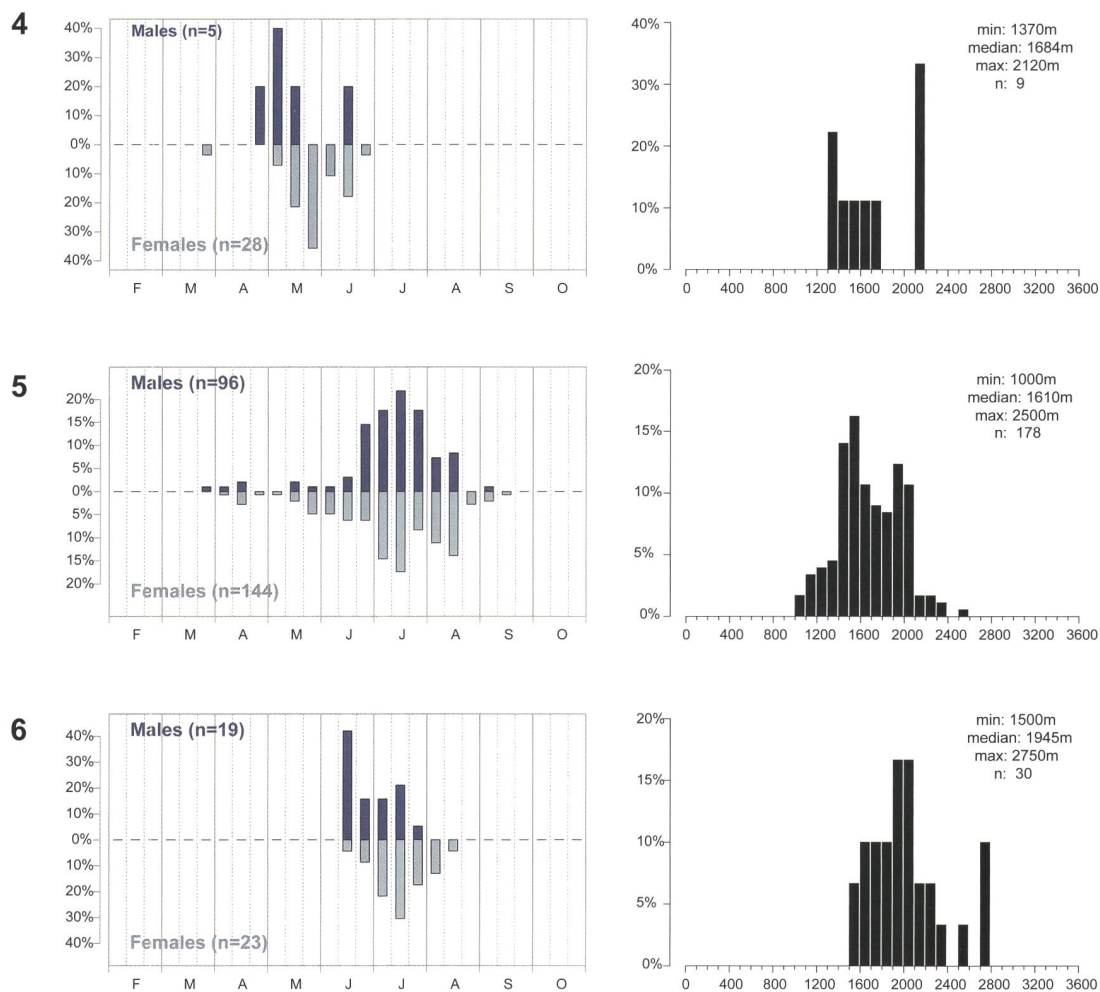 4
Males (n=5)
40%
30%
20%
10%
0%
10%
20%
30%
40%
Females (n=28)
F M A M J J A S O
40%
30%
20%
10%
0%
min: 1370m
median: 1684m
max: 2120m
n: 9
0 400 800 1200 1600 2000 2400 2800 3200 3600
5
Males (n=96)
20%
15%
10%
5%
0%
5%
10%
15%
20%
Females (n=144)
F M A M J J A S O
20%
15%
10%
5%
0%
min: 1000m
median: 1610m
max: 2500m
n: 178
0 400 800 1200 1600 2000 2400 2800 3200 3600
6
Males (n=19)
40%
30%
20%
10%
0%
10%
20%
30%
40%
Females (n=23)
F M A M J J A S O
20%
15%
10%
5%
0%
min: 1500m
median: 1945m
max: 2750m
n: 30
0 400 800 1200 1600 2000 2400 2800 3200 3600